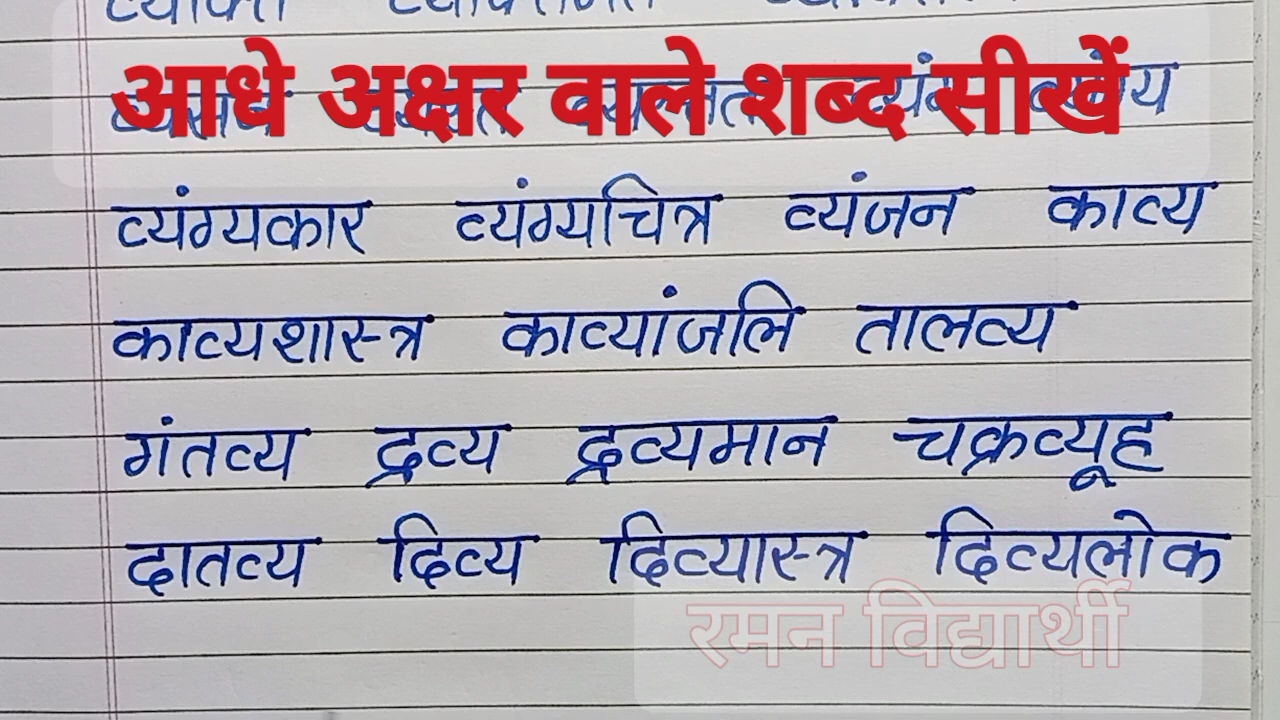 आधे अक्षर वाले शब्द सीखें
व्यंग्यकार व्यंग्यचित्र व्यंजन काव्य
काव्यशास्त्र काव्यांजलि तालव्य
गंतव्य द्रव्य द्रव्यमान चक्रव्यूह
दातव्य दिव्य दिव्यास्त्र दिव्यलोक
रमन विद्यार्थी